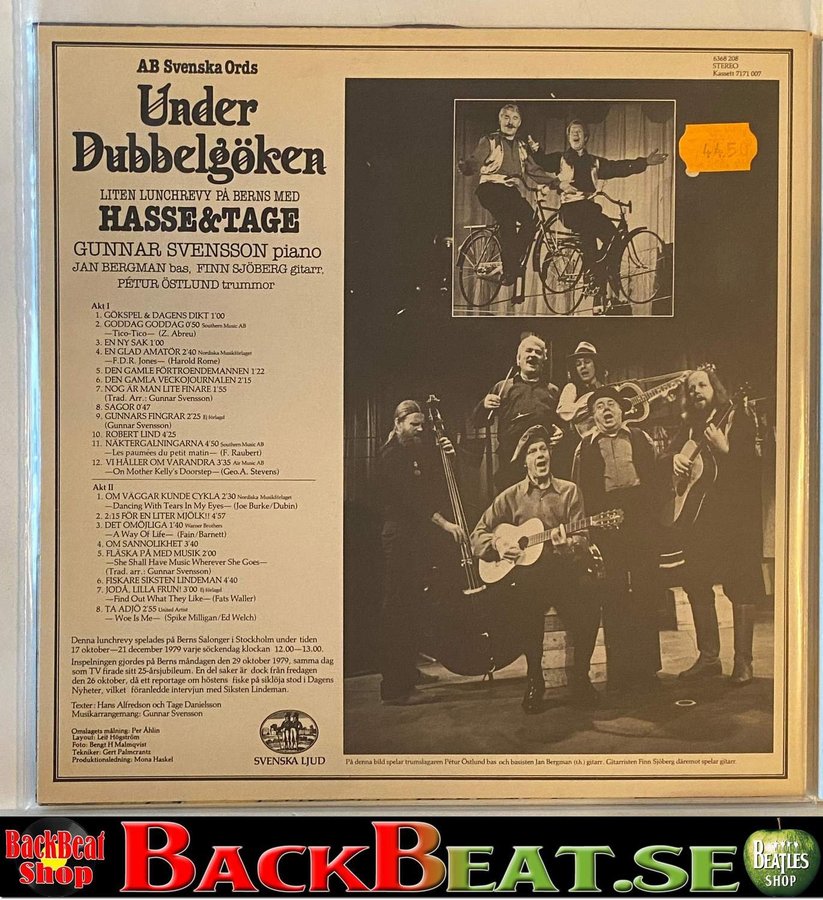 AB Svenska Ords
Under
Dubbelgöken
LITEN LUNCHREVY PÅ BERNS MED
HASSE&TAGE
GUNNAR SVENSSON piano
JAN BERGMAN bas, FINN SJÖBERG gitarr,
PÉTUR ÖSTLUND trummor
Akt I
1. GÖKSPEL & DAGENS DIKT 1'00
2. GODDAG GODDAG 0'50 Southern Music AB
—Tico-Tico— (Z. Abreu)
3. EN NY SAK 1'00
4. EN GLAD AMATÖR 2'40 Nordiska Musikförlaget
—F.D.R. Jones— (Harold Rome)
5. DEN GAMLE FÖRTROENDEMANNEN 1'22
6. DEN GAMLA VECKOJOURNALEN 2'15
7. NOG ÄR MAN LITE FINARE 1'55
(Trad. Arr.: Gunnar Svensson)
8. SAGOR 0'47
9. GUNNARS FINGRAR 2'25 Ej förlagd
(Gunnar Svensson)
10. ROBERT LIND 4'25
11. NÄKTERGALNINGARNA 4'50 Southern Music AB
—Les paumées du petit matin— (F. Raubert)
12. VI HÅLLER OM VARANDRA 3'35 Air Music AB
—On Mother Kelly's Doorstep—(Geo.A. Stevens)
Akt II
1. OM VÄGGAR KUNDE CYKLA 2'30 Nordiska Musikförlaget
—Dancing With Tears In My Eyes— (Joe Burke/Dubin)
2. 2:15 FÖR EN LITER MJÖLK!! 4'57
3. DET OMÖJLIGA 1'40 Warner Brothers
—A Way Of Life— (Fain/Barnett)
4. OM SANNOLIKHET 3'40
5. FLÄSKA PÅ MED MUSIK 2'00
—She Shall Have Music Wherever She Goes—
(Trad. arr.: Gunnar Svensson)
6. FISKARE SIKSTEN LINDEMAN 4'40
7. JODÅ, LILLA FRUN! 3'00 Ej förlagd
—Find Out What They Like— (Fats Waller)
8. TA ADJÖ 2'55 United Artist
— Woe Is Me— (Spike Milligan/Ed Welch)
Denna lunchrevy spelades på Berns Salonger i Stockholm under tiden
17 oktober—21 december 1979 varje söckendag klockan 12.00—13.00.
Inspelningen gjordes på Berns måndagen den 29 oktober 1979, samma dag
som TV firade sitt 25-årsjubileum. En del saker är dock från fredagen
den 26 oktober, då ett reportage om höstens fiske på siklöja stod i Dagens
Nyheter, vilket föranledde intervjun med Siksten Lindeman.
Texter: Hans Alfredson och Tage Danielsson
Musikarrangemang: Gunnar Svensson
Omslagets målning: Per Åhlin
Layout: Leif Högström
Foto: Bengt H Malmqvist
Tekniker: Gert Palmcrantz
Produktionsledning: Mona Haskel
SVENSKA LJUD
6368 208
STEREO
Kassett 7171 007
44.50
På denna bild spelar trumslagaren Pétur Östlund bas och basisten Jan Bergman (t.h.) gitarr. Gitarristen Finn Sjöberg däremot spelar gitarr.
BackBeat
Shop
BACKBEAT.SE
BEATLES
SHOP